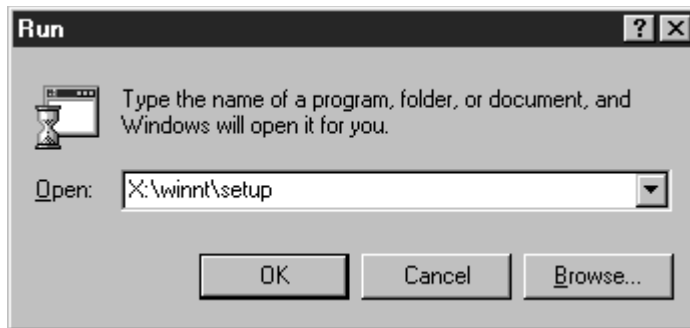 Run
Type the name of a program, folder, or document, and
Windows will open it for you.
Open: X:\winnt\setup
OK Cancel Browse...